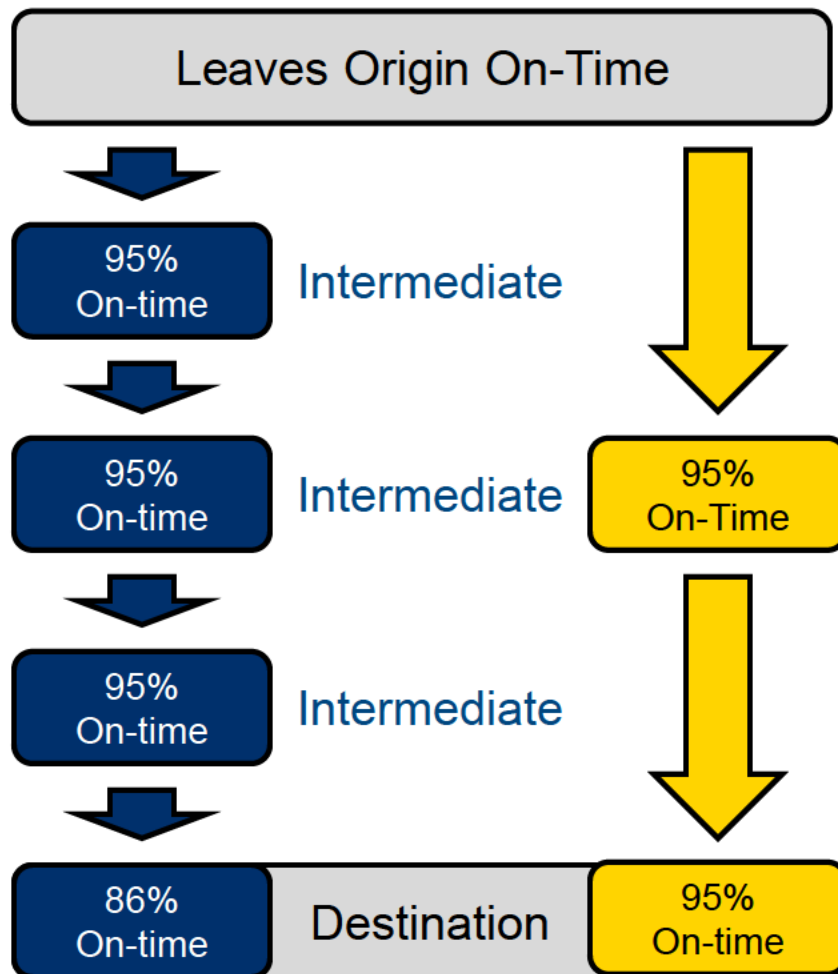 Leaves Origin On-Time
95%
On-time
Intermediate
95%
On-time
Intermediate
95%
On-Time
95%
On-time
Intermediate
86%
On-time
Destination
95%
On-time